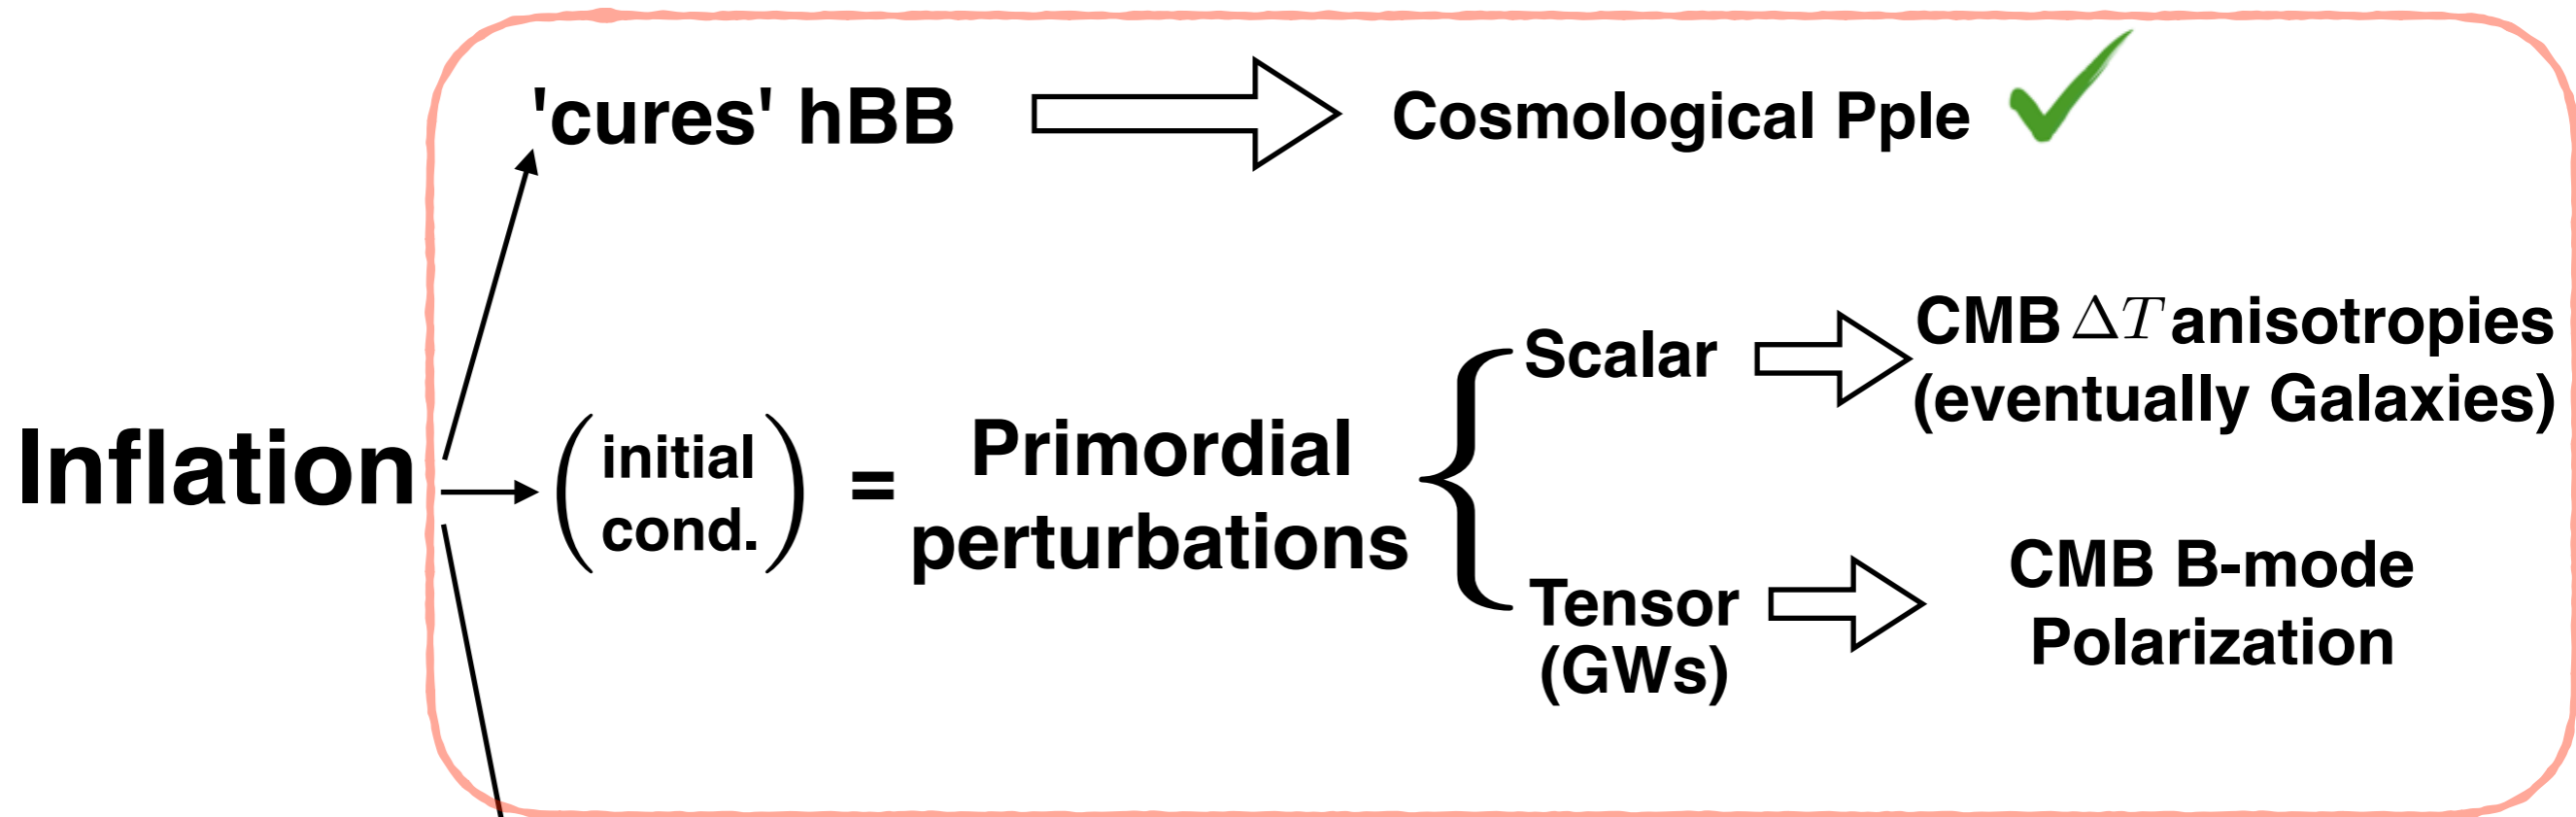 'cures' hBB
Cosmological Pple
Inflation
initial
cond.
=
Primordial
perturbations
Scalar
CMB ΔT anisotropies
(eventually Galaxies)
Tensor
(GWs)
CMB B-mode
Polarization